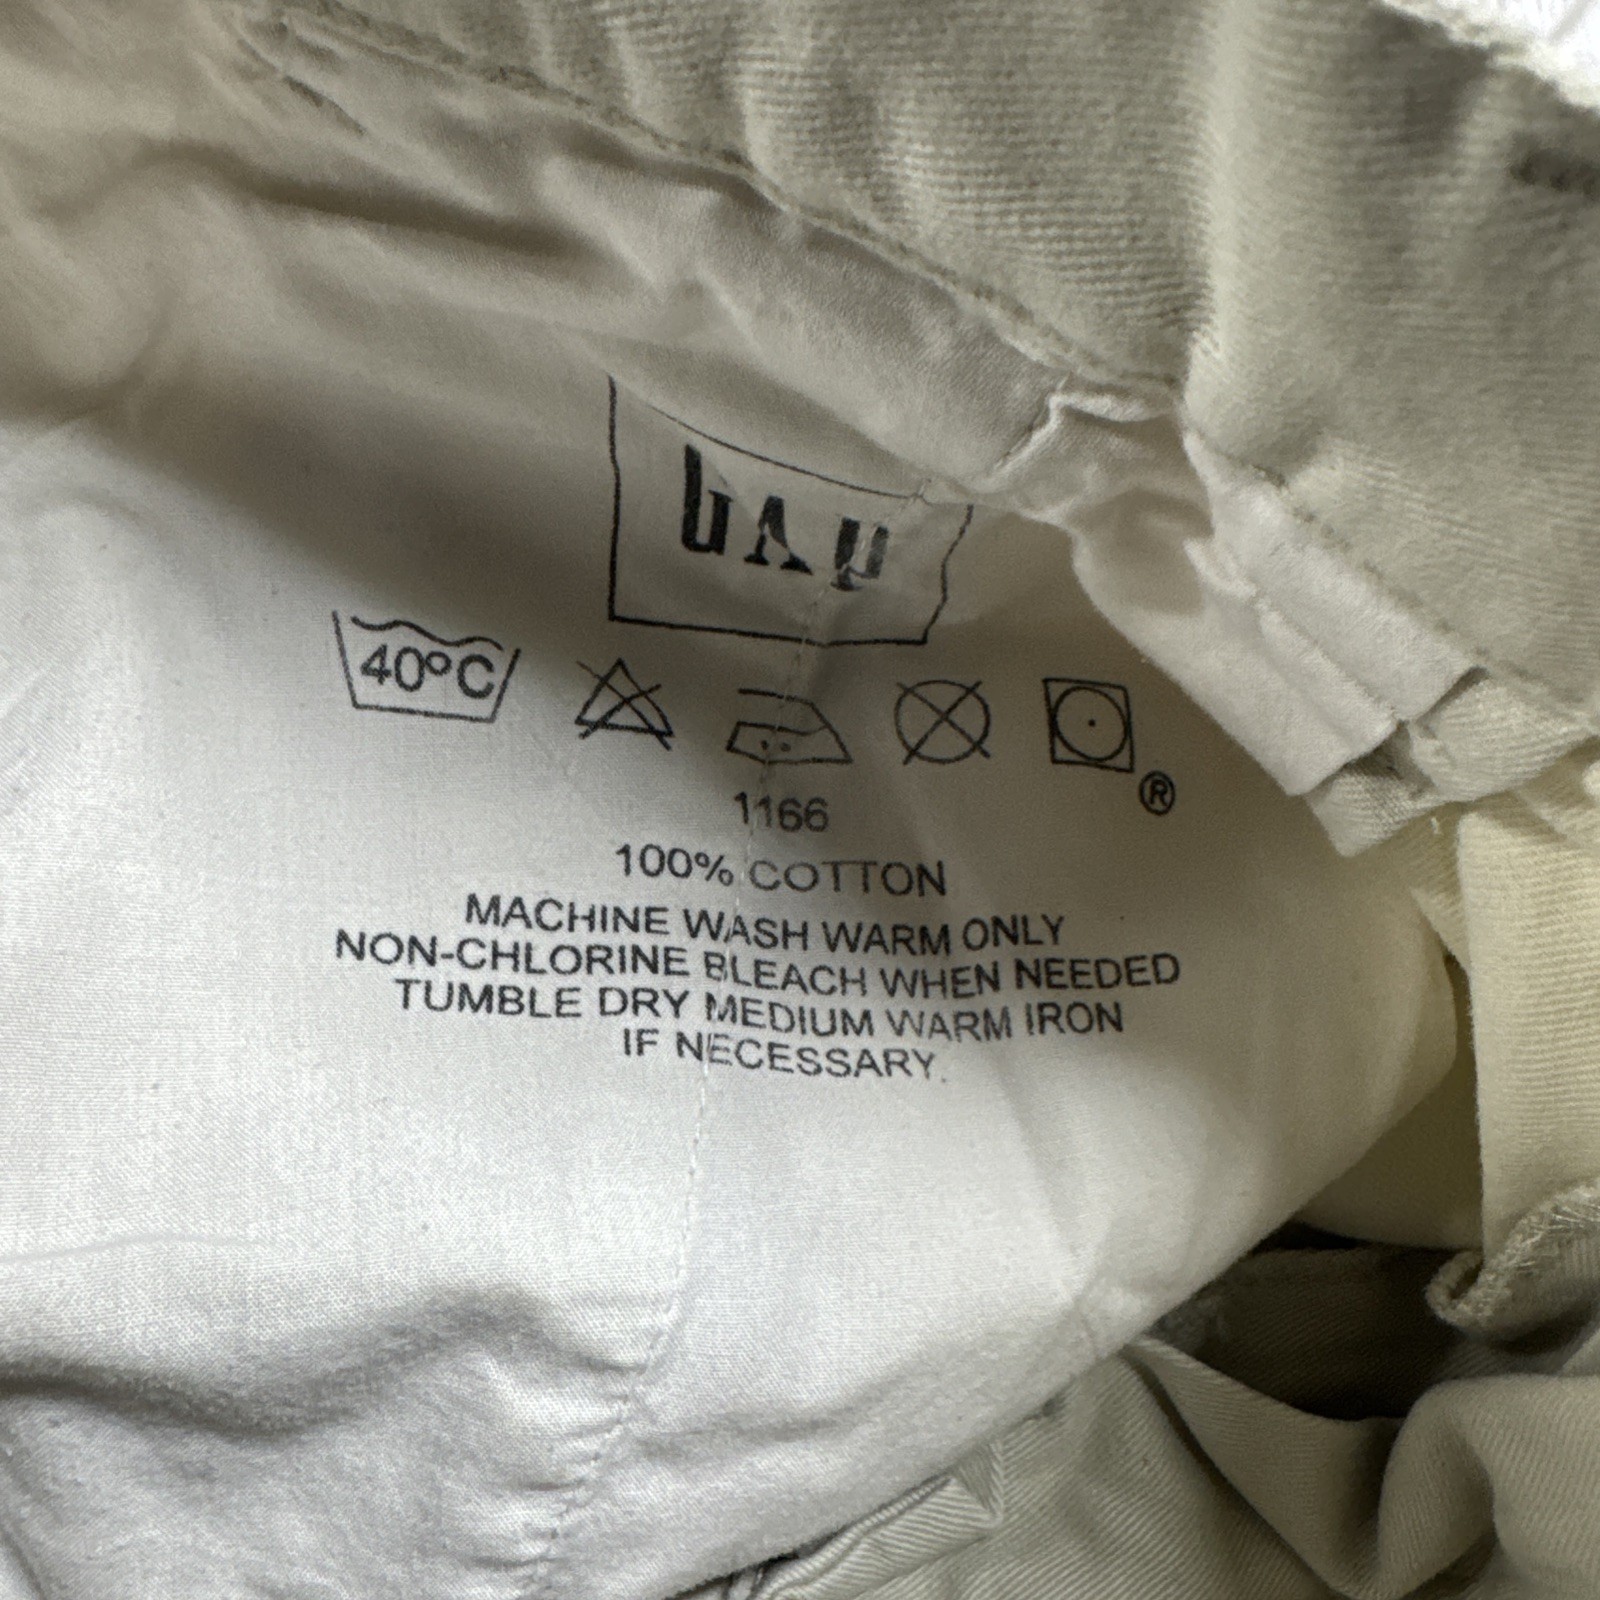 GAP
40°C
®
1166
100% COTTON
MACHINE WASH WARM ONLY
NON-CHLORINE BLEACH WHEN NEEDED
TUMBLE DRY MEDIUM WARM IRON
IF NECESSARY.